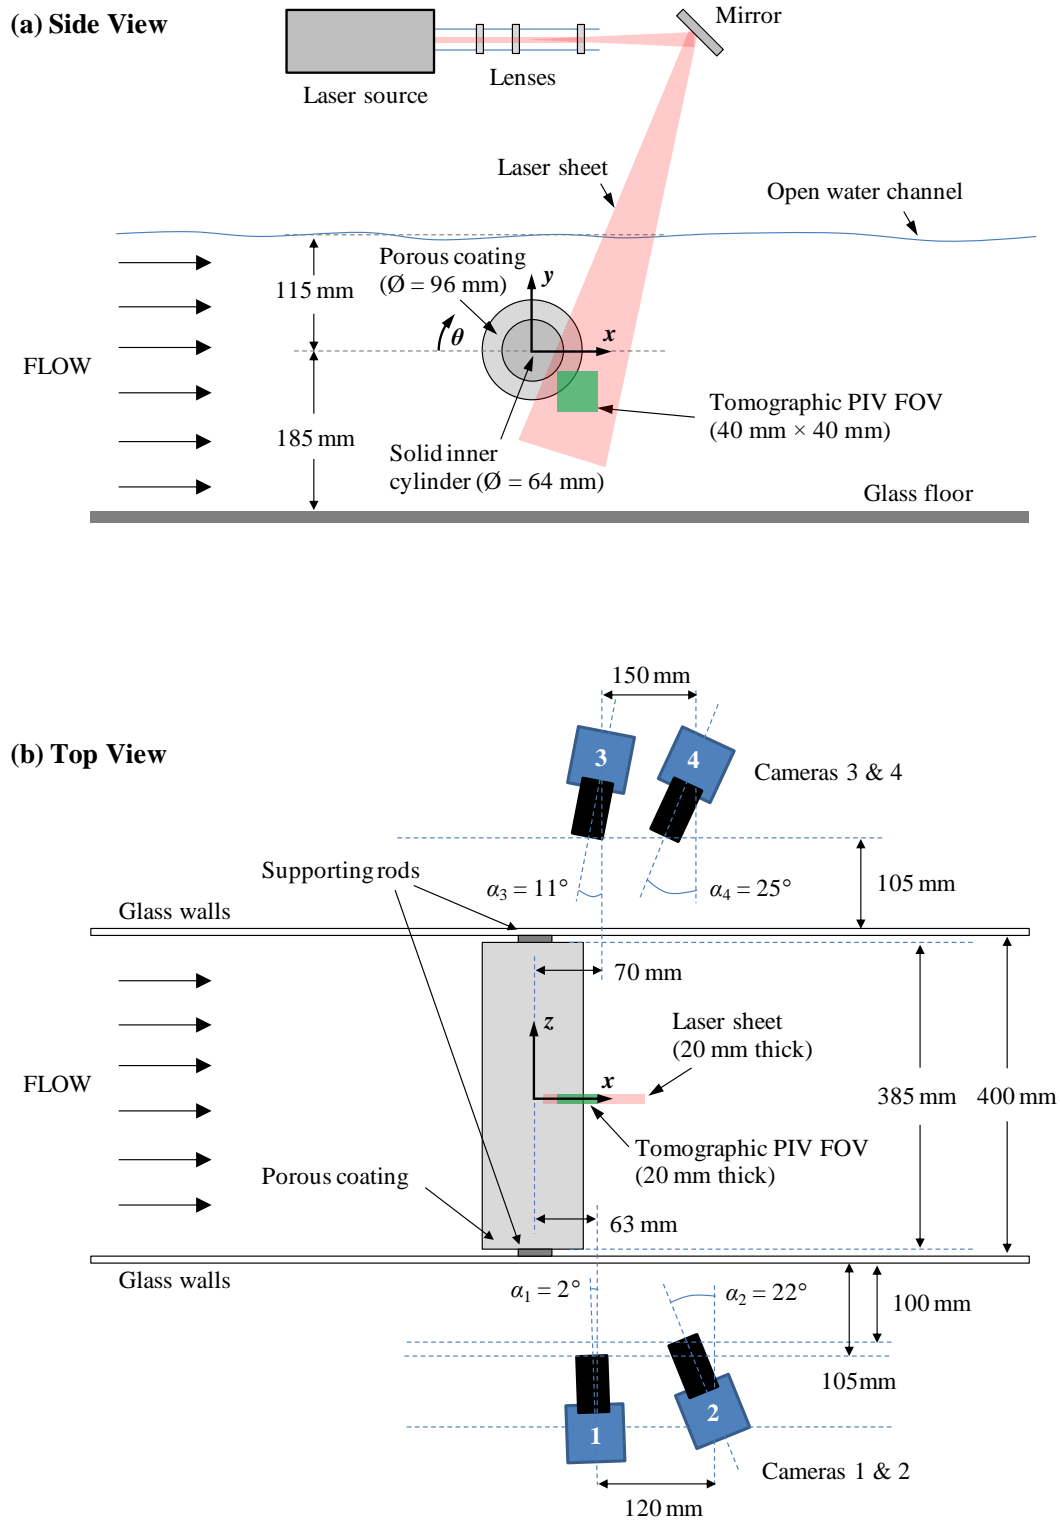 (a) Side View
Mirror
Lenses
Laser source
Laser sheet
Open water channel
Porous coating
(Ø = 96 mm)
y
115 mm
θ
x
FLOW
Tomographic PIV FOV
(40 mm × 40 mm)
185 mm
Solid inner
cylinder (Ø = 64 mm)
Glass floor
150 mm
(b) Top View
3
4
Cameras 3 & 4
Supporting rods
α3 = 11°
α4 = 25°
105 mm
Glass walls
70 mm
z
Laser sheet
(20 mm thick)
x
FLOW
385 mm
400 mm
Tomographic PIV FOV
(20 mm thick)
Porous coating
63 mm
Glass walls
α1 = 2°
α2 = 22°
100 mm
105mm
2
1
Cameras 1 & 2
120 mm